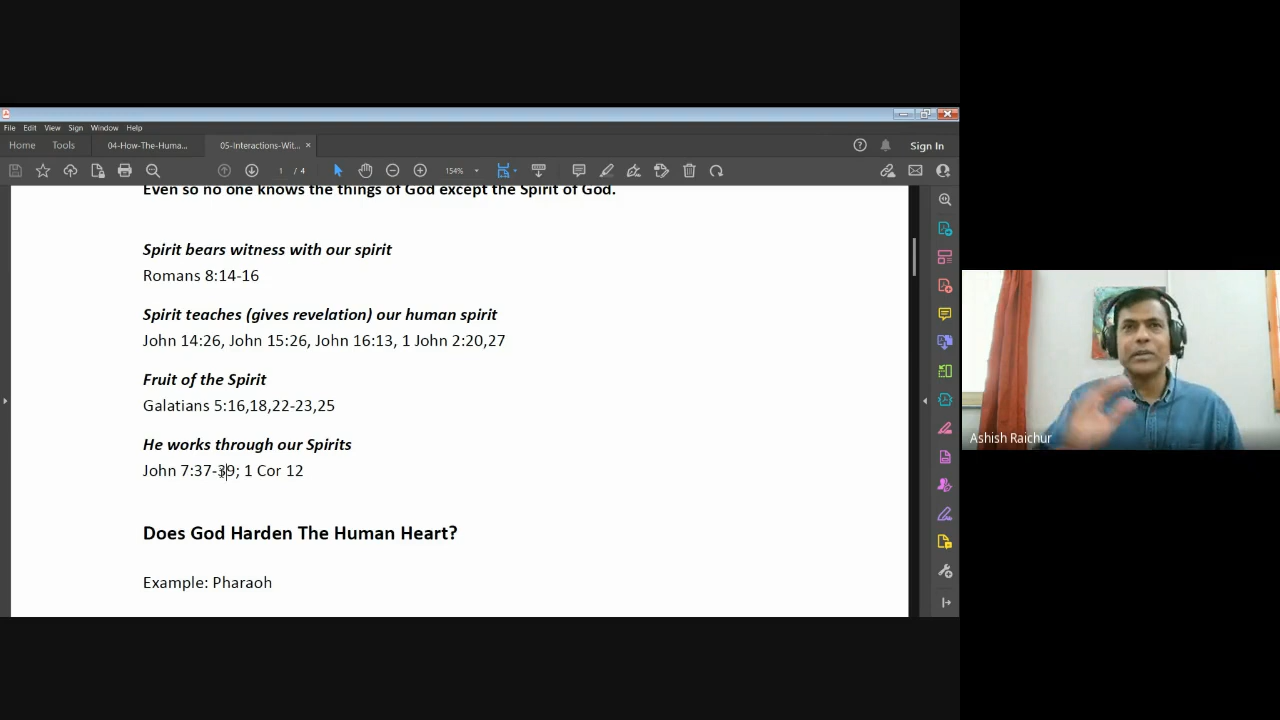 File Edit View Sign Window Help
Home Tools 04-How-The-Huma... 05-Interactions-Wit... × Sign In
1 / 4 154%
Even so no one knows the things of God except the Spirit of God.
Spirit bears witness with our spirit
Romans 8:14-16
Spirit teaches (gives revelation) our human spirit
John 14:26, John 15:26, John 16:13, 1 John 2:20,27
Fruit of the Spirit
Galatians 5:16,18,22-23,25
He works through our Spirits
John 7:37-39; 1 Cor 12
Does God Harden The Human Heart?
Example: Pharaoh
Ashish Raichur